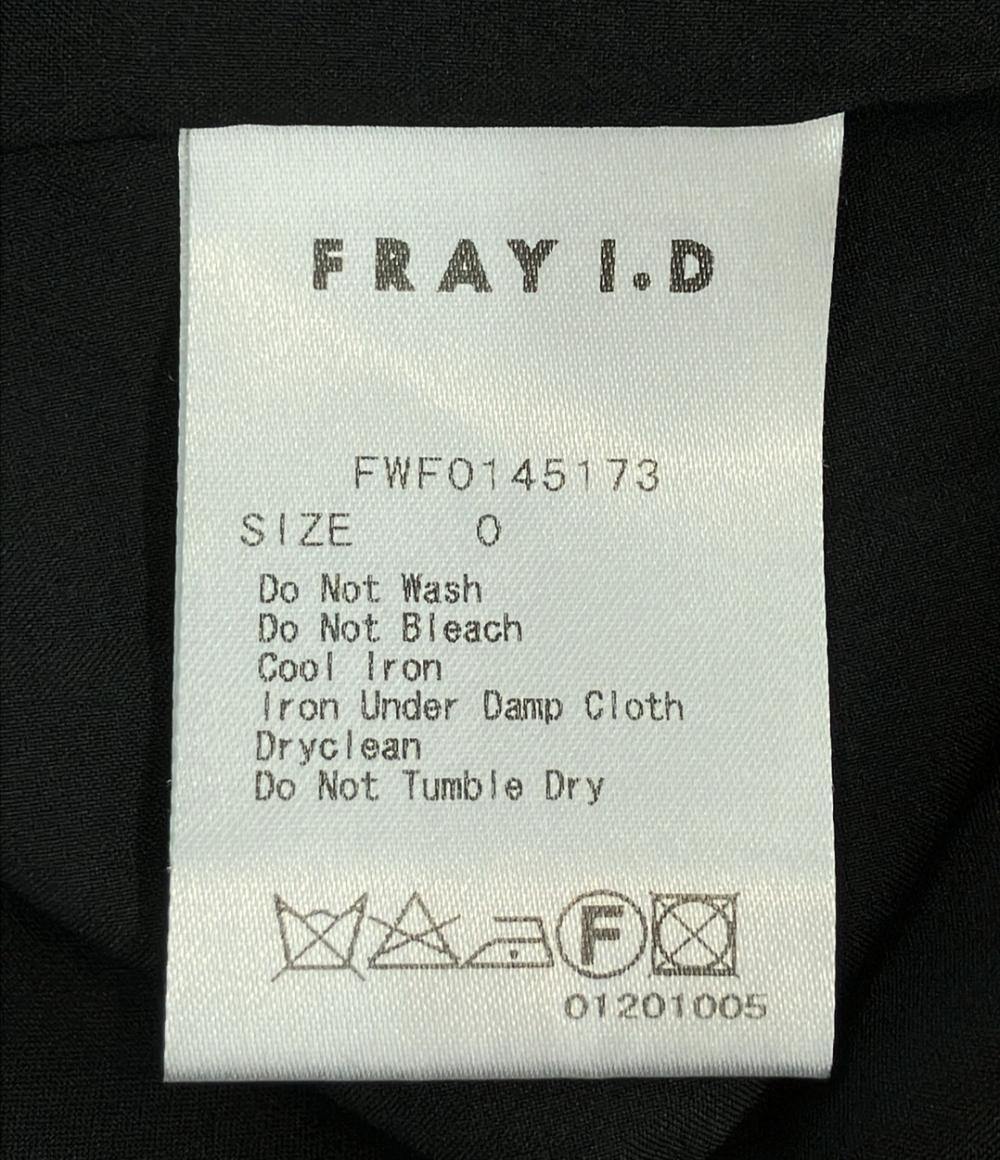 FRAY I.D
FWFO145173
SIZE 0
Do Not Wash
Do Not Bleach
Cool Iron
Iron Under Damp Cloth
Dryclean
Do Not Tumble Dry
F
01201005